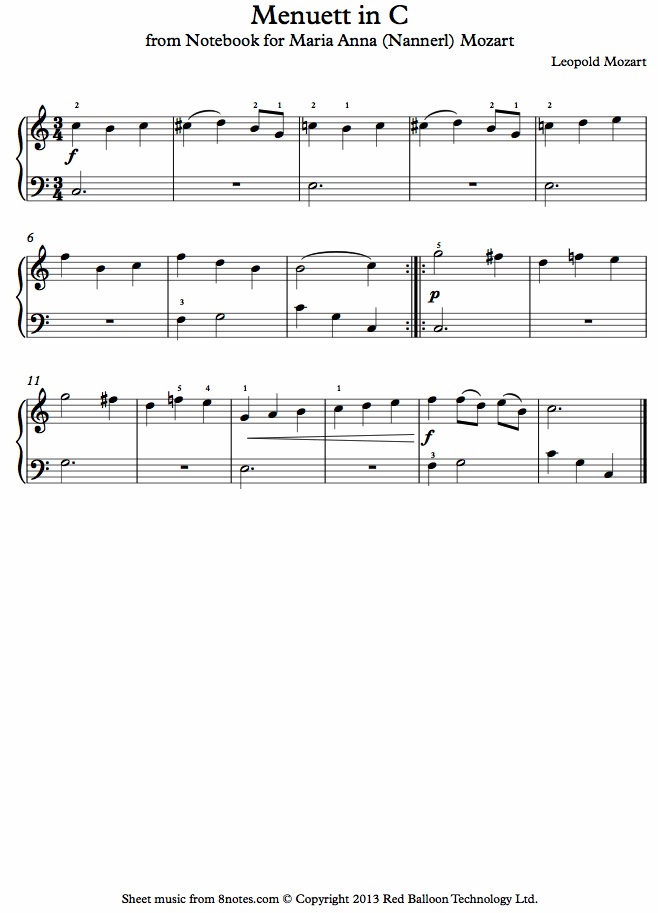 Menuett in C
from Notebook for Maria Anna (Nannerl) Mozart
Leopold Mozart
2 2 1 2 1 2 1 2
3 4
f
3 4
6
3
5
p
11
5 4 1 1
f
3
Sheet music from 8notes.com © Copyright 2013 Red Balloon Technology Ltd.